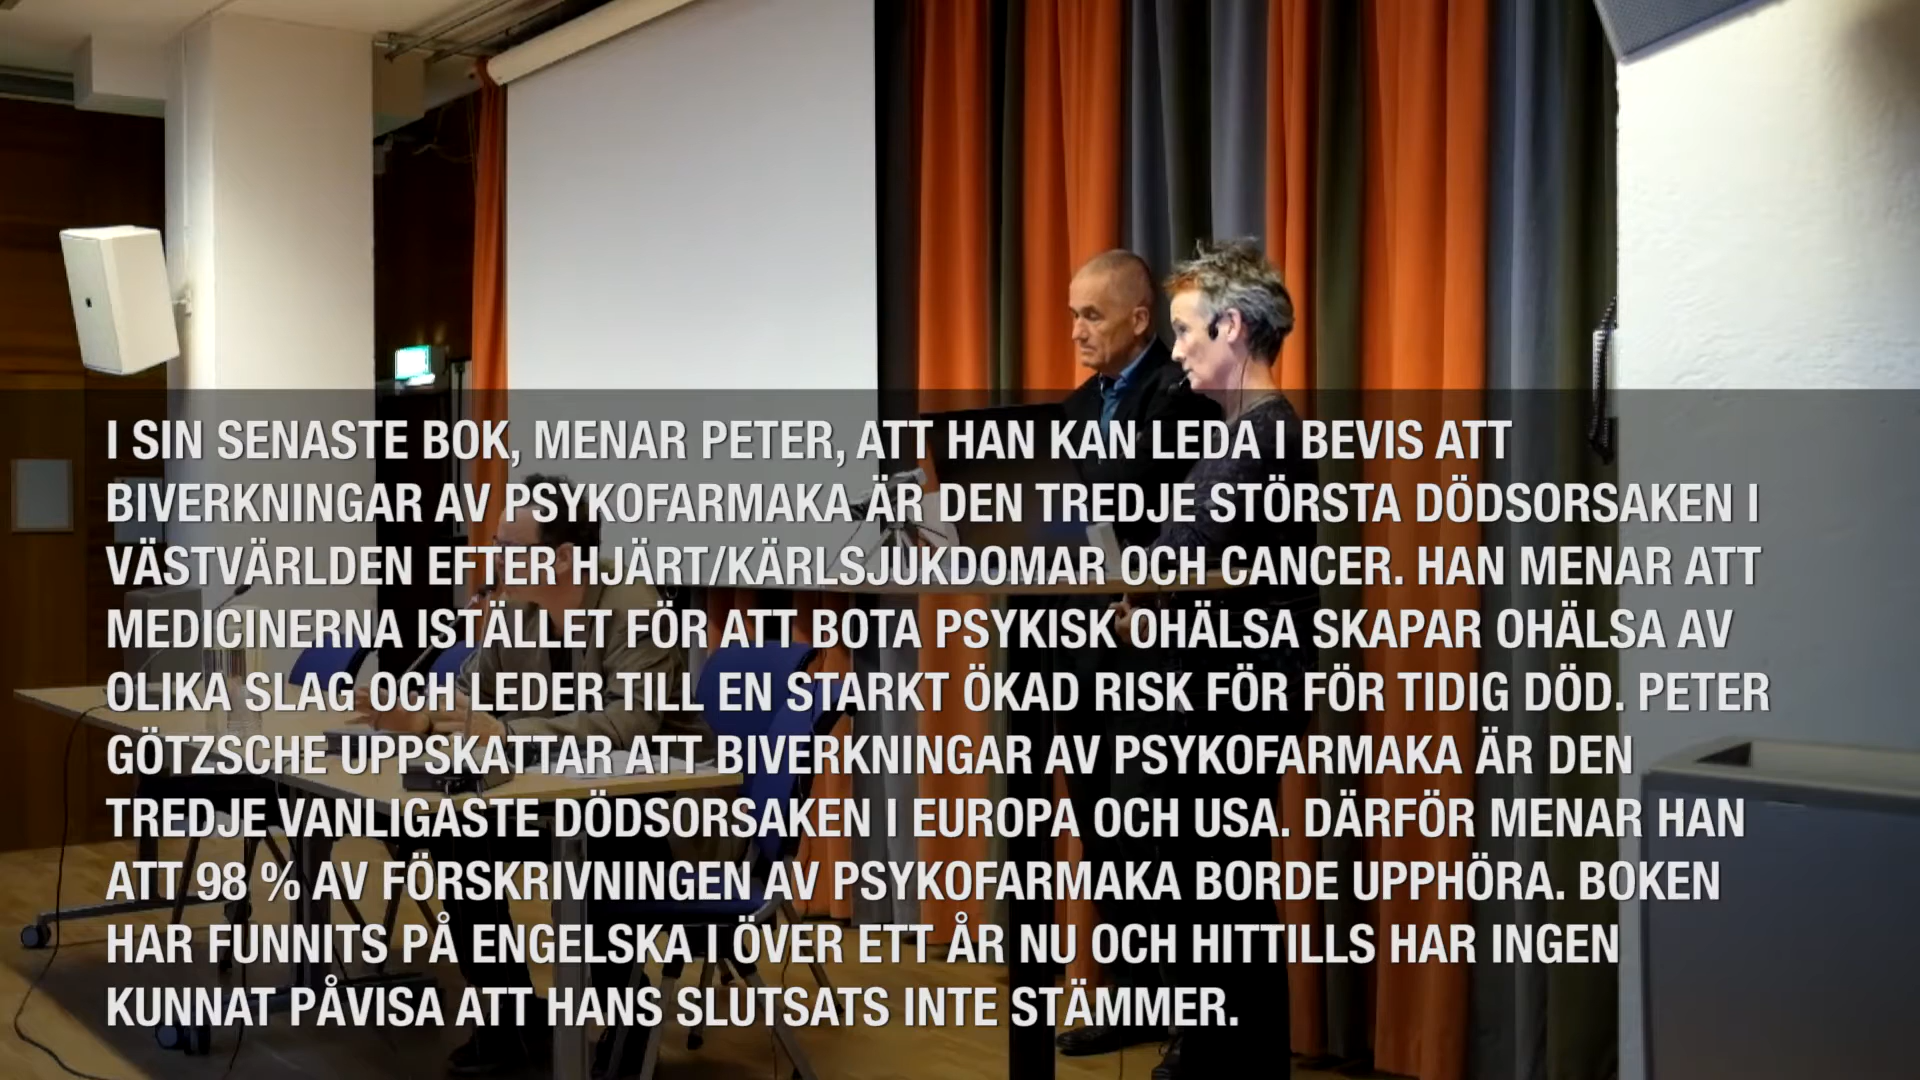 I SIN SENASTE BOK, MENAR PETER, ATT HAN KAN LEDA I BEVIS ATT
BIVERKNINGAR AV PSYKOFARMAKA ÄR DEN TREDJE STÖRSTA DÖDSORSAKEN I
VÄSTVÄRLDEN EFTER HJÄRT/KÄRLSJUKDOMAR OCH CANCER. HAN MENAR ATT
MEDICINERNA ISTÄLLET FÖR ATT BOTA PSYKISK OHÄLSA SKAPAR OHÄLSA AV
OLIKA SLAG OCH LEDER TILL EN STARKT ÖKAD RISK FÖR FÖR TIDIG DÖD. PETER
GÖTZSCHE UPPSKATTAR ATT BIVERKNINGAR AV PSYKOFARMAKA ÄR DEN
TREDJE VANLIGASTE DÖDSORSAKEN I EUROPA OCH USA. DÄRFÖR MENAR HAN
ATT 98 % AV FÖRSKRIVNINGEN AV PSYKOFARMAKA BORDE UPPHÖRA. BOKEN
HAR FUNNITS PÅ ENGELSKA I ÖVER ETT ÅR NU OCH HITTILLS HAR INGEN
KUNNAT PÅVISA ATT HANS SLUTSATS INTE STÄMMER.